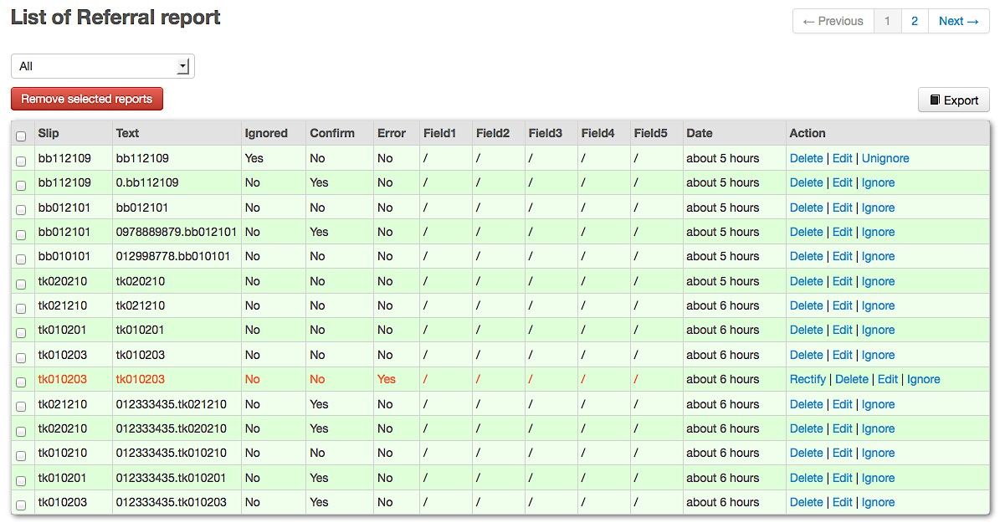 List of Referral report
← Previous 1 2 Next →
All
Remove selected reports
Export
Slip Text Ignored Confirm Error Field1 Field2 Field3 Field4 Field5 Date Action
bb112109 bb112109 Yes No No / / / / / about 5 hours Delete | Edit | Unignore
bb112109 0.bb112109 No Yes No / / / / / about 5 hours Delete | Edit | Ignore
bb012101 bb012101 No No No / / / / / about 5 hours Delete | Edit | Ignore
bb012101 0978889879.bb012101 No Yes No / / / / / about 5 hours Delete | Edit | Ignore
bb010101 012998778.bb010101 No No No / / / / / about 5 hours Delete | Edit | Ignore
tk020210 tk020210 No No No / / / / / about 5 hours Delete | Edit | Ignore
tk021210 tk021210 No No No / / / / / about 6 hours Delete | Edit | Ignore
tk010201 tk010201 No No No / / / / / about 6 hours Delete | Edit | Ignore
tk010203 tk010203 No No No / / / / / about 6 hours Delete | Edit | Ignore
tk010203 tk010203 No No Yes / / / / / about 6 hours Rectify | Delete | Edit | Ignore
tk021210 012333435.tk021210 No Yes No / / / / / about 6 hours Delete | Edit | Ignore
tk020210 012333435.tk020210 No Yes No / / / / / about 6 hours Delete | Edit | Ignore
tk010210 012333435.tk010210 No No No / / / / / about 6 hours Delete | Edit | Ignore
tk010201 012333435.tk010201 No Yes No / / / / / about 6 hours Delete | Edit | Ignore
tk010203 012333435.tk010203 No Yes No / / / / / about 6 hours Delete | Edit | Ignore